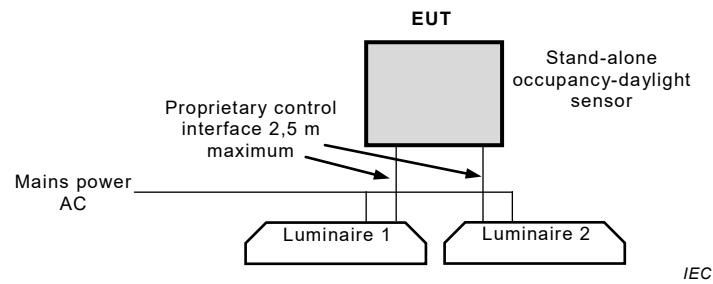 EUT
Stand-alone
occupancy-daylight
sensor
Proprietary control
interface 2,5 m
maximum
Mains power
AC
Luminaire 1
Luminaire 2
IEC